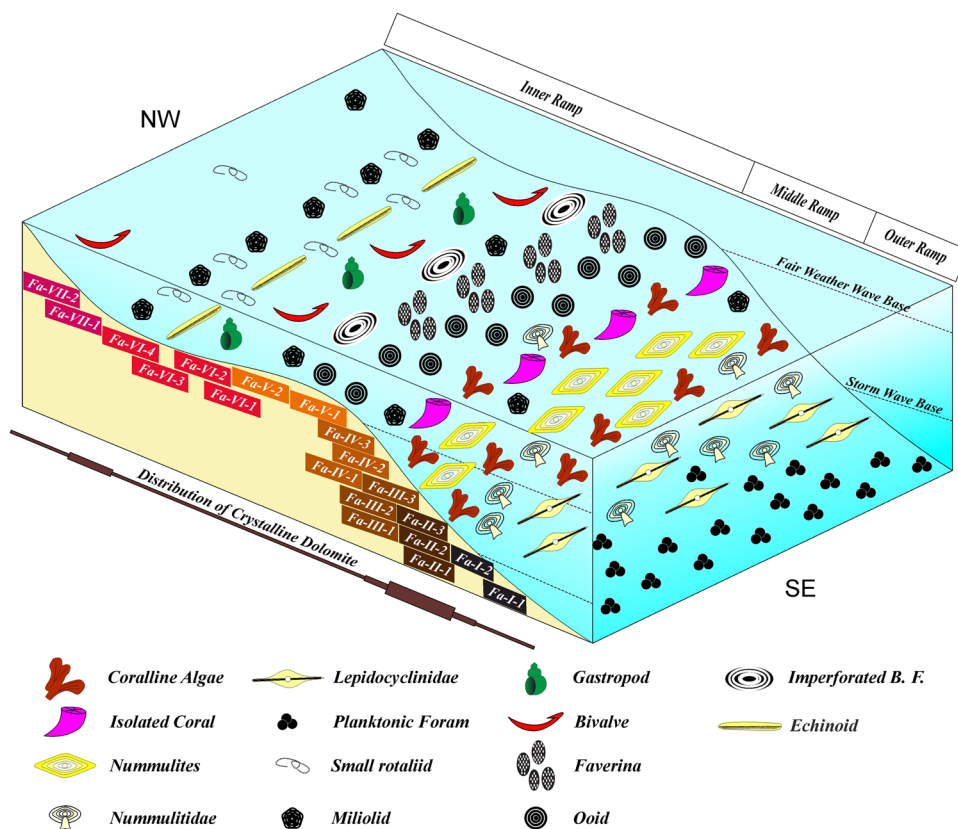 NW
Inner Ramp
Middle Ramp
Outer Ramp
Fair Weather Wave Base
Storm Wave Base
Fa-VII-2
Fa-VII-1
Fa-VI-4
Fa-VI-3
Fa-VI-2
Fa-VI-1
Fa-V-2
Fa-V-1
Fa-IV-3
Fa-IV-2
Fa-IV-1
Fa-III-3
Fa-III-2
Fa-III-1
Fa-II-3
Fa-II-2
Fa-II-1
Fa-I-2
Fa-I-1
Distribution of Crystalline Dolomite
SE
Coralline Algae
Lepidocyclinidae
Gastropod
Imperforated B. F.
Isolated Coral
Planktonic Foram
Bivalve
Echinoid
Nummulites
Small rotaliid
Faverina
Nummulitidae
Miliolid
Ooid